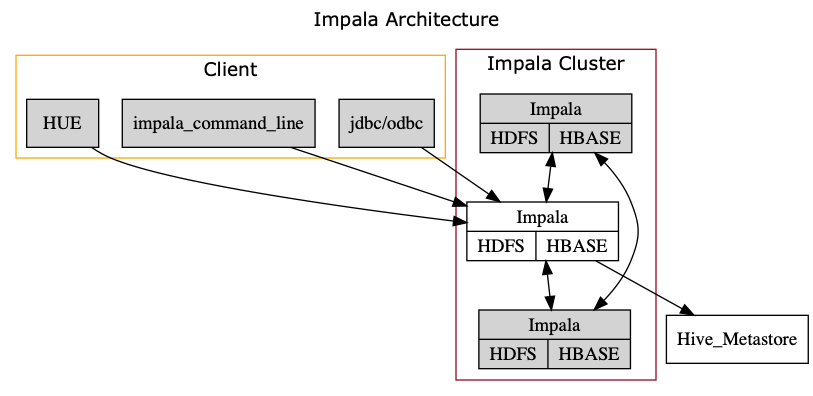 Impala Architecture
Client
HUE
impala_command_line
jdbc/odbc
Impala Cluster
Impala
HDFS HBASE
Impala
HDFS HBASE
Impala
HDFS HBASE
Hive_Metastore